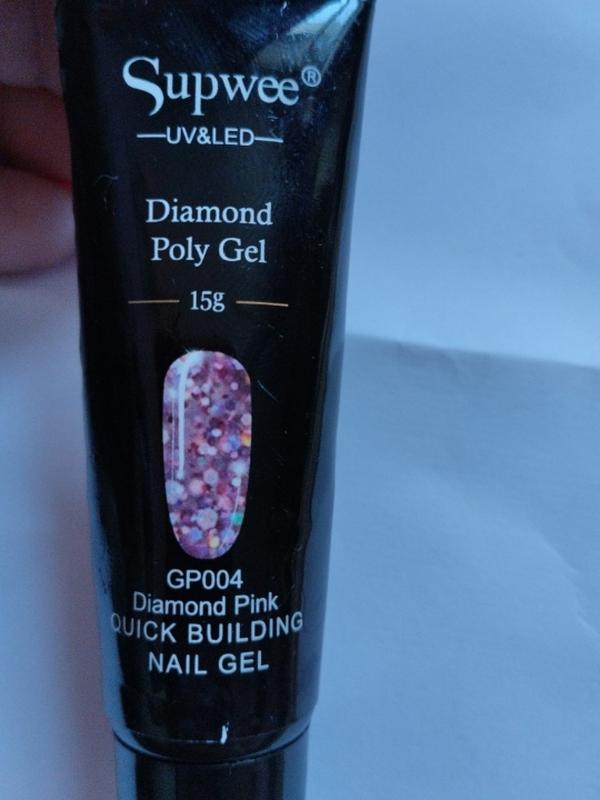 Supwee®
UV&LED
Diamond
Poly Gel
15g
GP004
Diamond Pink
QUICK BUILDING
NAIL GEL